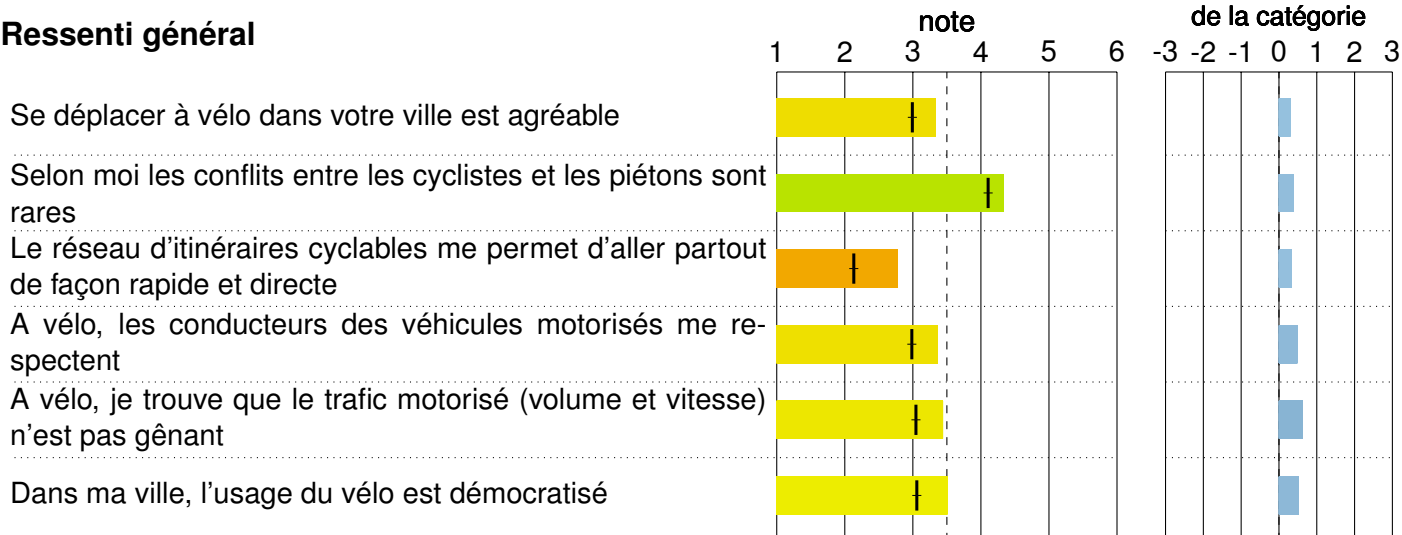 Ressenti général
note
de la catégorie
1 2 3 4 5 6
-3 -2 -1 0 1 2 3
Se déplacer à vélo dans votre ville est agréable
Selon moi les conflits entre les cyclistes et les piétons sont
rares
Le réseau d'itinéraires cyclables me permet d'aller partout
de façon rapide et directe
A vélo, les conducteurs des véhicules motorisés me re-
spectent
A vélo, je trouve que le trafic motorisé (volume et vitesse)
n'est pas gênant
Dans ma ville, l'usage du vélo est démocratisé